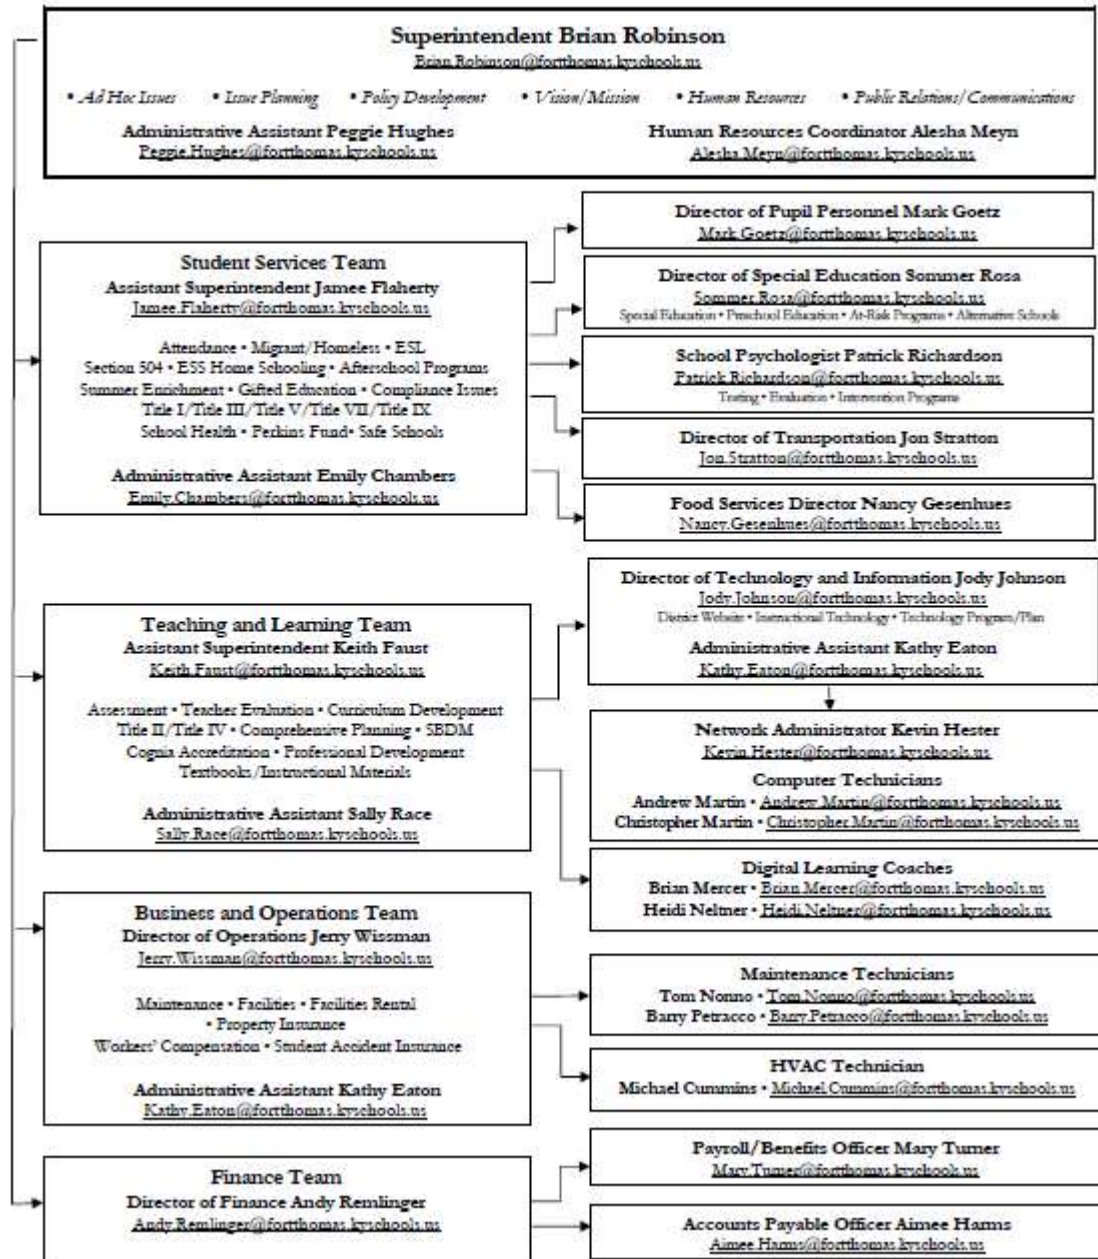 Superintendent Brian Robinson
Brian.Robinson@fortthomas.kyschools.us
• Ad Hoc Issues • Issue Planning • Policy Development • Vision/Mission • Human Resources • Public Relations/Communications
Administrative Assistant Peggie Hughes
Peggie.Hughes@fortthomas.kyschools.us
Human Resources Coordinator Alesha Meyn
Alesha.Meyn@fortthomas.kyschools.us
Student Services Team
Assistant Superintendent Jamee Flaherty
Jamee.Flaherty@fortthomas.kyschools.us
Attendance • Migrant/Homeless • ESL
Section 504 • ESS Home Schooling • Afterschool Programs
Summer Enrichment • Gifted Education • Compliance Issues
Title I/Title III/Title V/Title VII/Title IX
School Health • Perkins Fund• Safe Schools
Administrative Assistant Emily Chambers
Emily.Chambers@fortthomas.kyschools.us
Director of Pupil Personnel Mark Goetz
Mark.Goetz@fortthomas.kyschools.us
Director of Special Education Sommer Rosa
Sommer.Rosa@fortthomas.kyschools.us
Special Education • Preschool Education • At-Risk Programs • Alternative Schools
School Psychologist Patrick Richardson
Patrick.Richardson@fortthomas.kyschools.us
Testing • Evaluation • Intervention Programs
Director of Transportation Jon Stratton
Jon.Stratton@fortthomas.kyschools.us
Food Services Director Nancy Gesenhues
Nancy.Gesenhues@fortthomas.kyschools.us
Teaching and Learning Team
Assistant Superintendent Keith Faust
Keith.Faust@fortthomas.kyschools.us
Assessment • Teacher Evaluation • Curriculum Development
Title II/Title IV • Comprehensive Planning • SBDM
Cognia Accreditation • Professional Development
Textbooks/Instructional Materials
Administrative Assistant Sally Race
Sally.Race@fortthomas.kyschools.us
Director of Technology and Information Jody Johnson
Jody.Johnson@fortthomas.kyschools.us
District Website • Instructional Technology • Technology Program/Plan
Administrative Assistant Kathy Eaton
Kathy.Eaton@fortthomas.kyschools.us
Network Administrator Kevin Hester
Kevin.Hester@fortthomas.kyschools.us
Computer Technicians
Andrew Martin • Andrew.Martin@fortthomas.kyschools.us
Christopher Martin • Christopher.Martin@fortthomas.kyschools.us
Digital Learning Coaches
Brian Mercer • Brian.Mercer@fortthomas.kyschools.us
Heidi Neltner • Heidi.Neltner@fortthomas.kyschools.us
Business and Operations Team
Director of Operations Jerry Wissman
Jerry.Wissman@fortthomas.kyschools.us
Maintenance • Facilities • Facilities Rental
• Property Insurance
Workers' Compensation • Student Accident Insurance
Administrative Assistant Kathy Eaton
Kathy.Eaton@fortthomas.kyschools.us
Maintenance Technicians
Tom Nonno • Tom.Nonno@fortthomas.kyschools.us
Barry Petracco • Barry.Petracco@fortthomas.kyschools.us
HVAC Technician
Michael Cummins • Michael.Cummins@fortthomas.kyschools.us
Finance Team
Director of Finance Andy Remlinger
Andy.Remlinger@fortthomas.kyschools.us
Payroll/Benefits Officer Mary Turner
Mary.Turner@fortthomas.kyschools.us
Accounts Payable Officer Aimee Harms
Aimee.Harms@fortthomas.kyschools.us